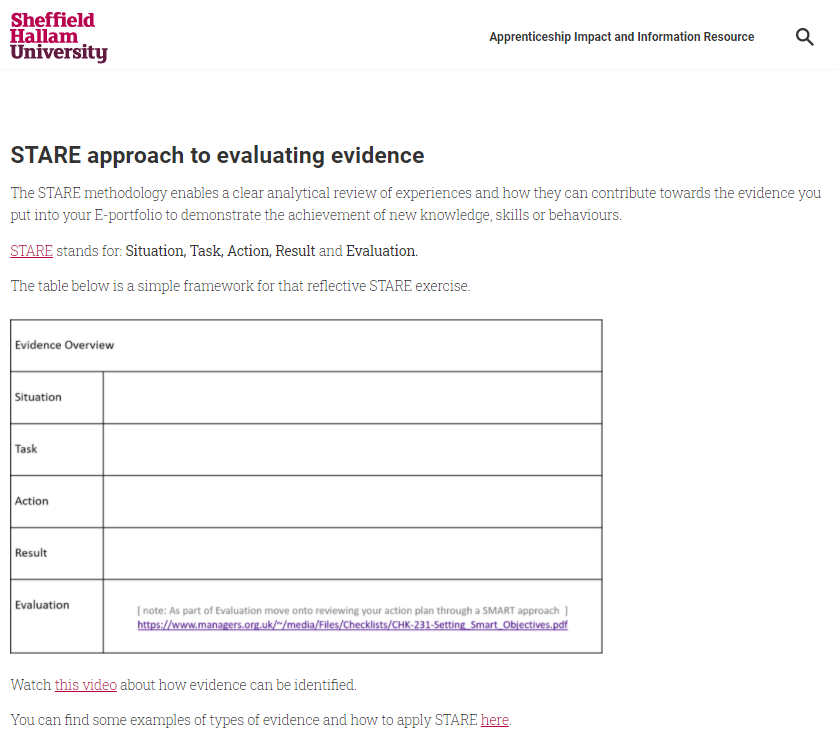 Sheffield
Hallam
University
Apprenticeship Impact and Information Resource
STARE approach to evaluating evidence
The STARE methodology enables a clear analytical review of experiences and how they can contribute towards the evidence you
put into your E-portfolio to demonstrate the achievement of new knowledge, skills or behaviours.
STARE stands for: Situation, Task, Action, Result and Evaluation.
The table below is a simple framework for that reflective STARE exercise.
Evidence Overview
Situation
Task
Action
Result
Evaluation
[ note: As part of Evaluation move onto reviewing your action plan through a SMART approach ]
https://www.managers.org.uk/~/media/Files/Checklists/CHK-231-Setting_Smart_Objectives.pdf
Watch this video about how evidence can be identified.
You can find some examples of types of evidence and how to apply STARE here.